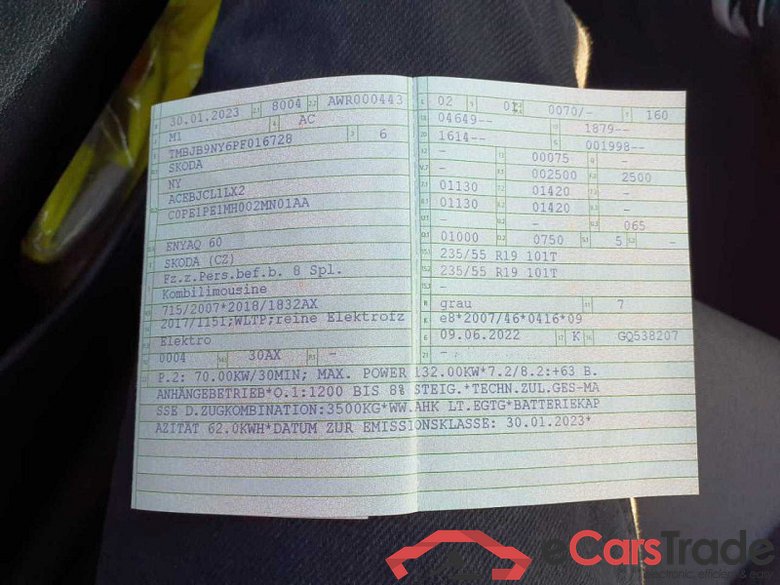 30.01.2023 8004 AWR000443
M1 AC
TMBJB9NY6PF016728 6
SKODA
NY
ACEBJCL1LX2
C0PE1PE1MH002MN01AA
ENYAQ 60
SKODA (CZ)
Fz.z.Pers.bef.b. 8 Spl.
Kombilimousine
715/2007*2018/1832AX
2017/1151;WLTP;reine Elektrofz
Elektro
0004 30AX -
02 01 0070/- 160
04649-- 1879--
1614-- 001998--
- 00075 -
- 002500 2500
01130 01420 -
01130 01420 -
- - 065
01000 0750 5 -
235/55 R19 101T
235/55 R19 101T
-
grau 7
e8*2007/46*0416*09
09.06.2022 K GQ538207
-
P.2: 70.00KW/30MIN; MAX. POWER 132.00KW*7.2/8.2:+63 B.
ANHÄNGEBETRIEB*O.1:1200 BIS 8% STEIG.*TECHN.ZUL.GES-MA
SSE D.ZUGKOMBINATION:3500KG*WW.AHK LT.EGTG*BATTERIEKAP
AZITÄT 62.0KWH*DATUM ZUR EMISSIONSKLASSE: 30.01.2023*
eCarsTrade
electronic, efficient & easy